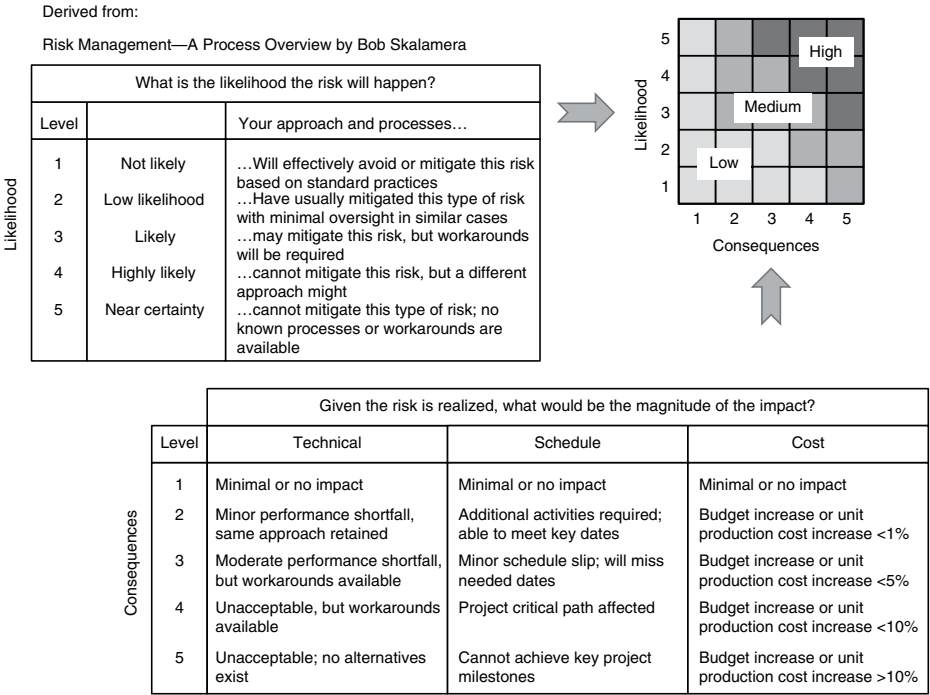 Derived from:
Risk Management—A Process Overview by Bob Skalamera
What is the likelihood the risk will happen?
Level
Your approach and processes…
Likelihood
1 Not likely …Will effectively avoid or mitigate this risk
based on standard practices
2 Low likelihood …Have usually mitigated this type of risk
with minimal oversight in similar cases
3 Likely …may mitigate this risk, but workarounds
will be required
4 Highly likely …cannot mitigate this risk, but a different
approach might
5 Near certainty …cannot mitigate this type of risk; no
known processes or workarounds are
available
Likelihood
5
4
3
2
1
High
Medium
Low
1 2 3 4 5
Consequences
Given the risk is realized, what would be the magnitude of the impact?
Level Technical Schedule Cost
Consequences
1 Minimal or no impact Minimal or no impact Minimal or no impact
2 Minor performance shortfall, Additional activities required; Budget increase or unit
same approach retained able to meet key dates production cost increase <1%
3 Moderate performance shortfall, Minor schedule slip; will miss Budget increase or unit
but workarounds available needed dates production cost increase <5%
4 Unacceptable, but workarounds Project critical path affected Budget increase or unit
available production cost increase <10%
5 Unacceptable; no alternatives Cannot achieve key project Budget increase or unit
exist milestones production cost increase >10%